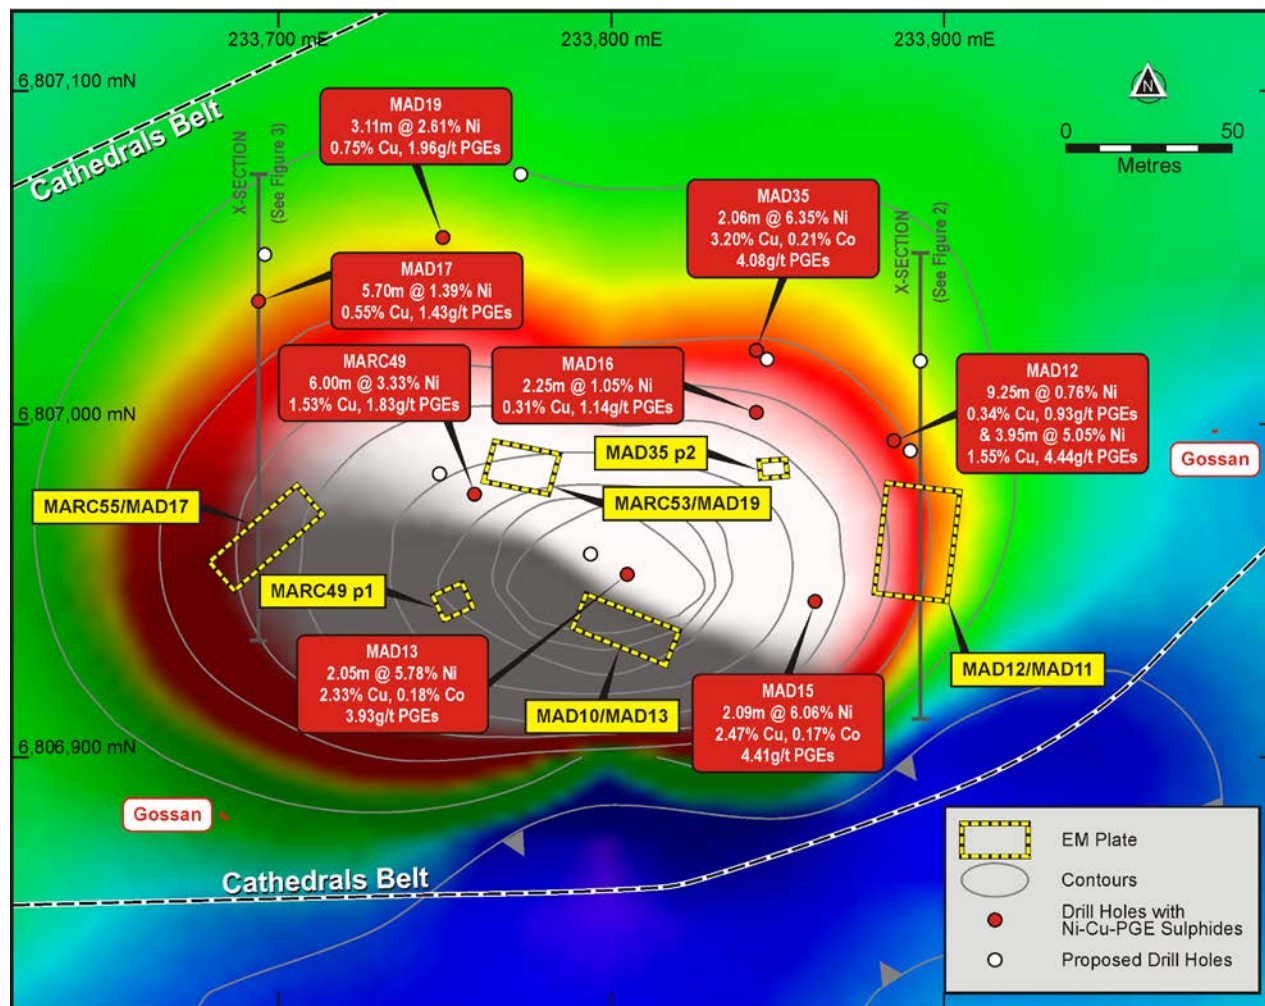 233,700 mE
233,800 mE
233,900 mE
6,807,100 mN
N
0
50
Metres
Cathedrals Belt
X-SECTION
(See Figure 3)
MAD19
3.11m @ 2.61% Ni
0.75% Cu, 1.96g/t PGEs
MAD35
2.06m @ 6.35% Ni
3.20% Cu, 0.21% Co
4.08g/t PGEs
X-SECTION
(See Figure 2)
MAD17
5.70m @ 1.39% Ni
0.55% Cu, 1.43g/t PGEs
MARC49
6.00m @ 3.33% Ni
1.53% Cu, 1.83g/t PGEs
MAD16
2.25m @ 1.05% Ni
0.31% Cu, 1.14g/t PGEs
MAD12
9.25m @ 0.76% Ni
0.34% Cu, 0.93g/t PGEs
& 3.95m @ 5.05% Ni
1.55% Cu, 4.44g/t PGEs
6,807,000 mN
Gossan
MAD35 p2
MARC55/MAD17
MARC53/MAD19
MARC49 p1
MAD13
2.05m @ 5.78% Ni
2.33% Cu, 0.18% Co
3.93g/t PGEs
MAD10/MAD13
MAD15
2.09m @ 6.06% Ni
2.47% Cu, 0.17% Co
4.41g/t PGEs
MAD12/MAD11
6,806,900 mN
Gossan
Cathedrals Belt
EM Plate
Contours
Drill Holes with
Ni-Cu-PGE Sulphides
Proposed Drill Holes